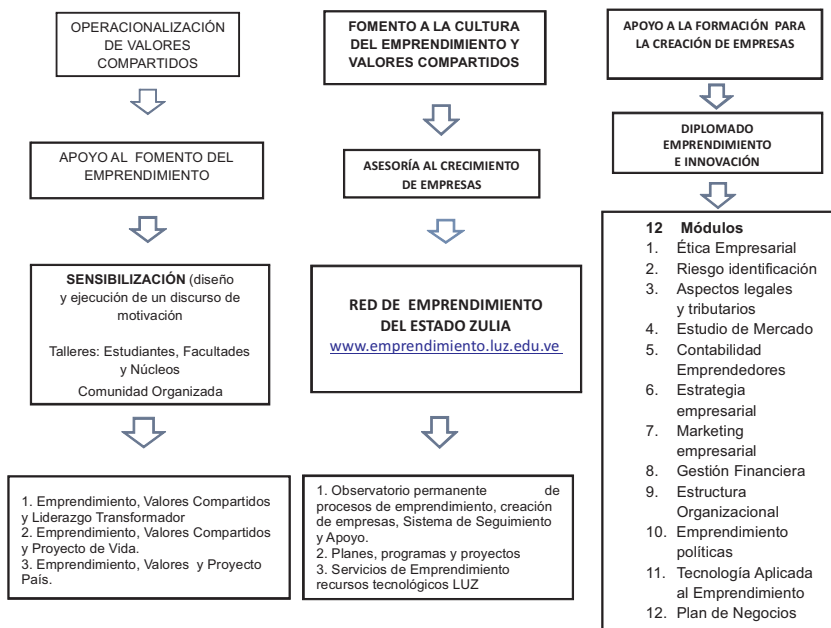 OPERACIONALIZACIÓN
DE VALORES
COMPARTIDOS
APOYO AL FOMENTO DEL
EMPRENDIMIENTO
SENSIBILIZACIÓN (diseño
y ejecución de un discurso de
motivación
Talleres: Estudiantes, Facultades
y Núcleos
Comunidad Organizada
1. Emprendimiento, Valores Compartidos
y Liderazgo Transformador
2. Emprendimiento, Valores Compartidos
y Proyecto de Vida.
3. Emprendimiento, Valores y Proyecto
País.
FOMENTO A LA CULTURA
DEL EMPRENDIMIENTO Y
VALORES COMPARTIDOS
ASESORÍA AL CRECIMIENTO
DE EMPRESAS
RED DE EMPRENDIMIENTO
DEL ESTADO ZULIA
www.emprendimiento.luz.edu.ve
1. Observatorio permanente de
procesos de emprendimiento, creación
de empresas, Sistema de Seguimiento
y Apoyo.
2. Planes, programas y proyectos
3. Servicios de Emprendimiento
recursos tecnológicos LUZ
APOYO A LA FORMACIÓN PARA
LA CREACIÓN DE EMPRESAS
DIPLOMADO
EMPRENDIMIENTO
E INNOVACIÓN
12 Módulos
1. Ética Empresarial
2. Riesgo identificación
3. Aspectos legales
y tributarios
4. Estudio de Mercado
5. Contabilidad
Emprendedores
6. Estrategia
empresarial
7. Marketing
empresarial
8. Gestión Financiera
9. Estructura
Organizacional
10. Emprendimiento
políticas
11. Tecnología Aplicada
al Emprendimiento
12. Plan de Negocios